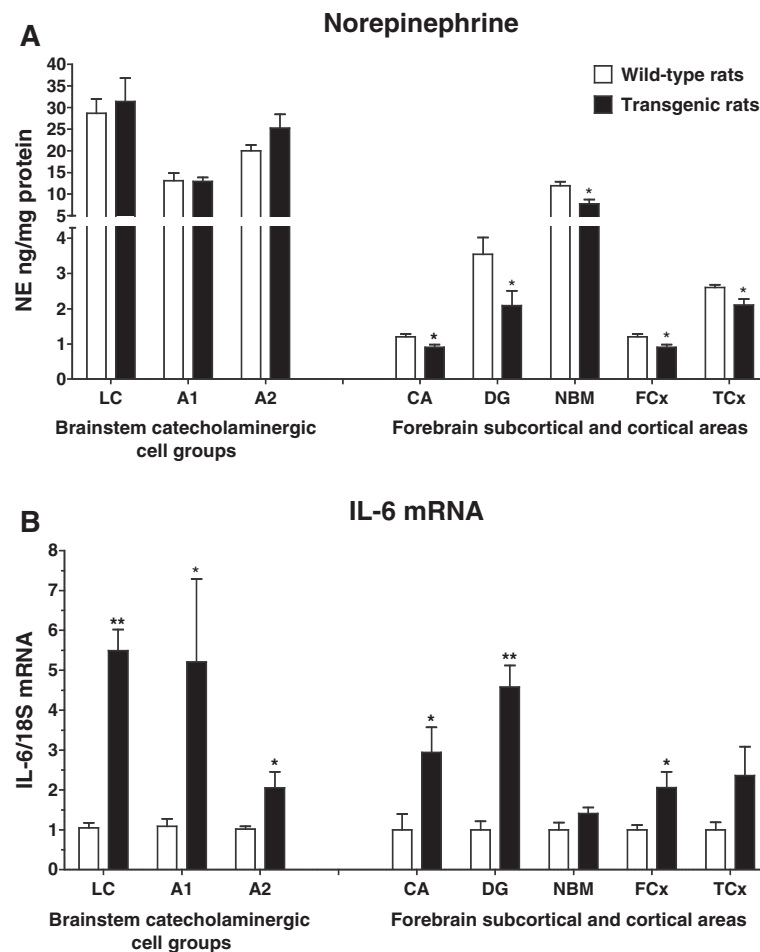 A
Norepinephrine
Wild-type rats
Transgenic rats
NE ng/mg protein
40
35
30
25
20
15
10
5
4
3
2
1
0
* * * * *
LC A1 A2 CA DG NBM FCx TCx
Brainstem catecholaminergic Forebrain subcortical and cortical areas
cell groups
B
IL-6 mRNA
IL-6/18S mRNA
8
7
6
5
4
3
2
1
0
** * * * ** *
LC A1 A2 CA DG NBM FCx TCx
Brainstem catecholaminergic Forebrain subcortical and cortical areas
cell groups